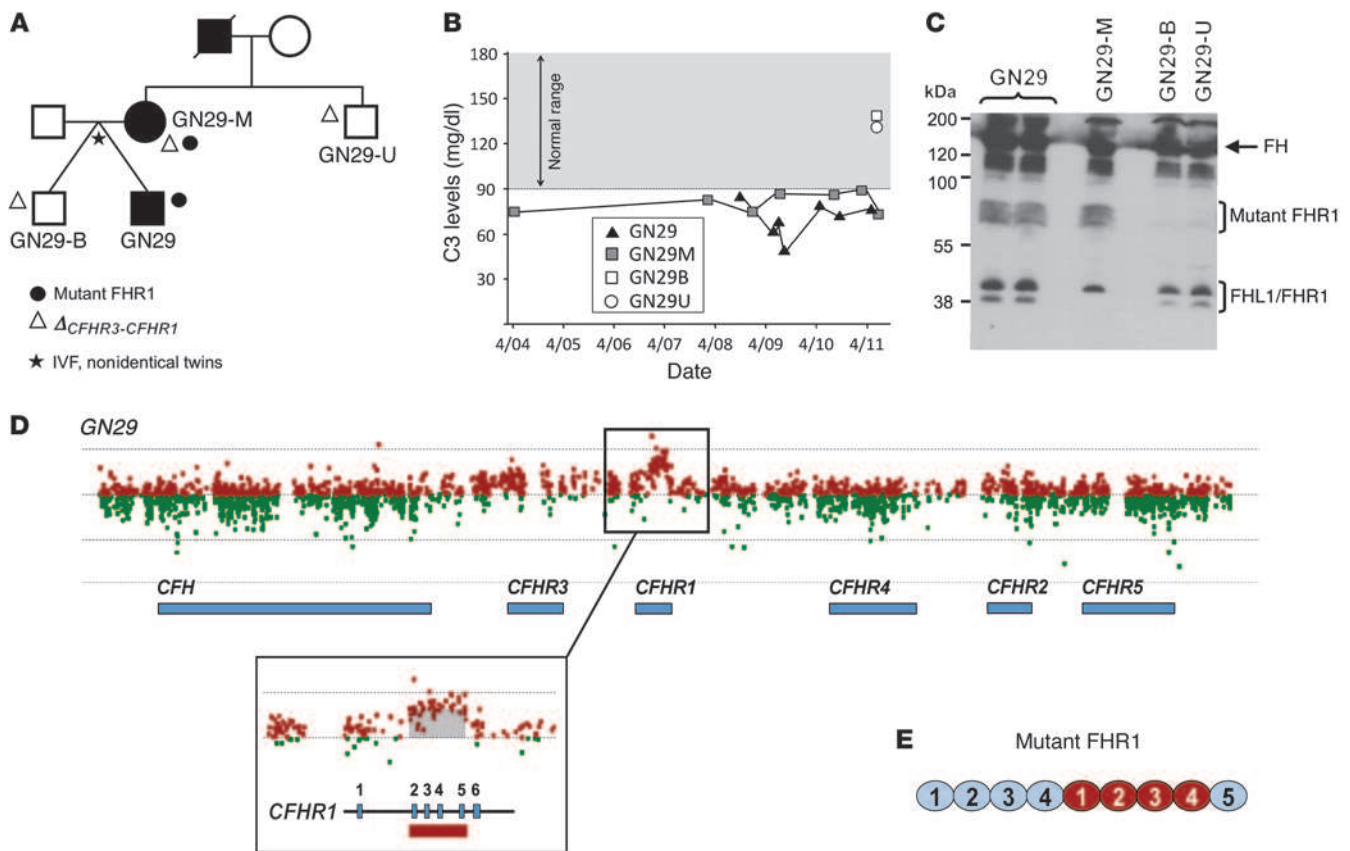 A
GN29-M
GN29-U
GN29-B
GN29
Mutant FHR1
ΔCFHR3-CFHR1
IVF, nonidentical twins
B
C3 levels (mg/dl)
180
150
120
90
60
30
Normal range
GN29
GN29M
GN29B
GN29U
4/04 4/05 4/06 4/07 4/08 4/09 4/10 4/11
Date
C
GN29
GN29-M
GN29-B
GN29-U
kDa
200
120
100
55
38
FH
Mutant FHR1
FHL1/FHR1
D
GN29
CFH CFHR3 CFHR1 CFHR4 CFHR2 CFHR5
1 2 3 4 5 6
CFHR1
E
Mutant FHR1
1 2 3 4 1 2 3 4 5